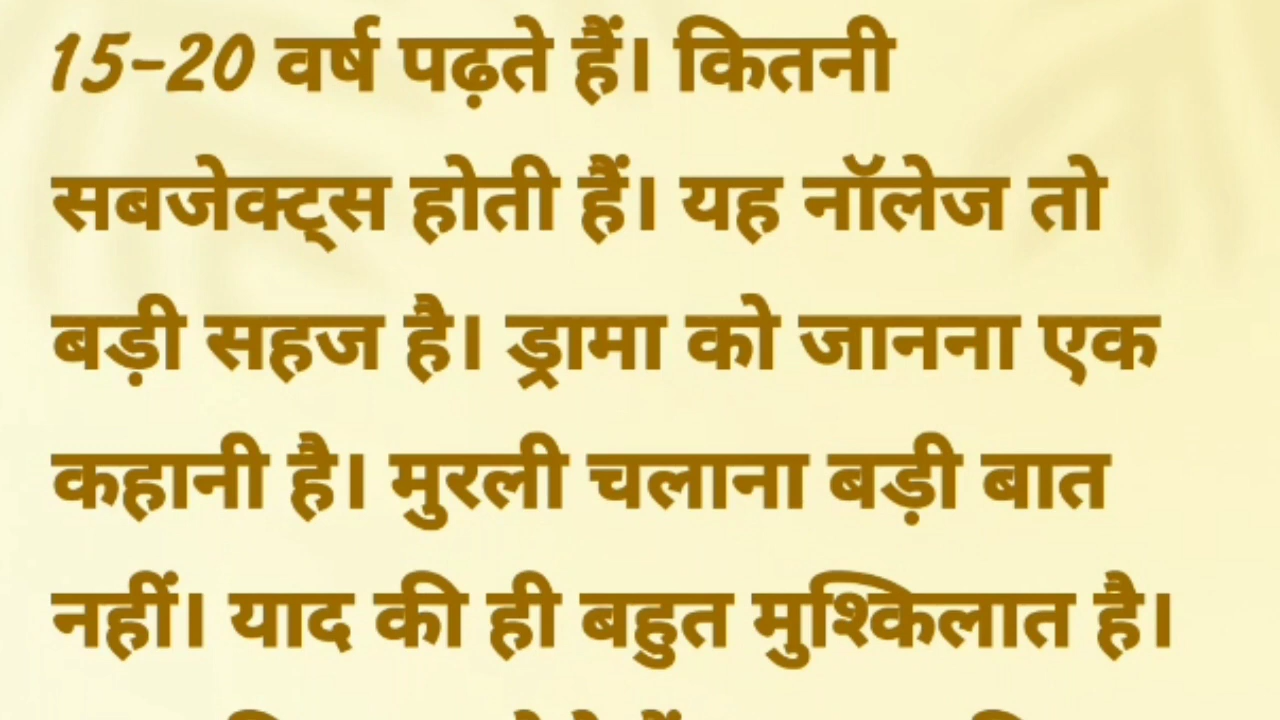 15-20 वर्ष पढ़ते हैं। कितनी
सबजेक्ट्स होती हैं। यह नॉलेज तो
बड़ी सहज है। ड्रामा को जानना एक
कहानी है। मुरली चलाना बड़ी बात
नहीं। याद की ही बहुत मुश्किलात है।